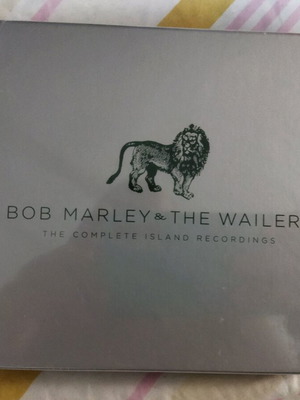 BOB MARLEY & THE WAILER
THE COMPLETE ISLAND RECORDINGS